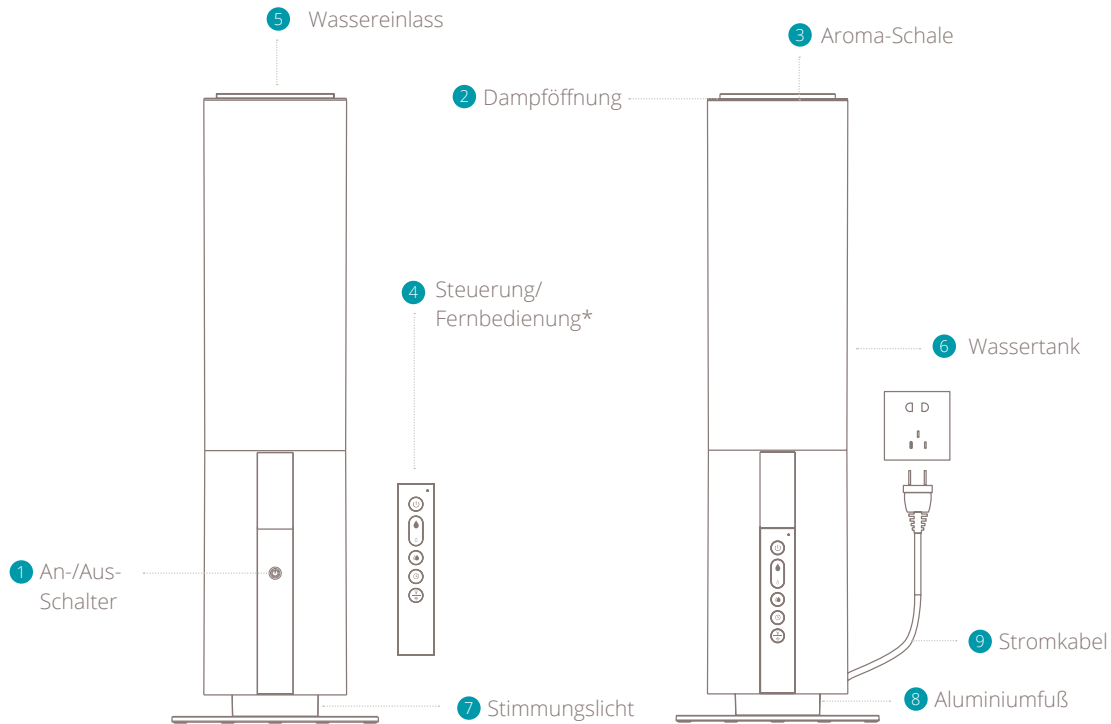 5 Wassereinlass
3 Aroma-Schale
2 Dampföffnung
4 Steuerung/
Fernbedienung*
6 Wassertank
1 An-/Aus-
Schalter
9 Stromkabel
7 Stimmungslicht
8 Aluminiumfuß